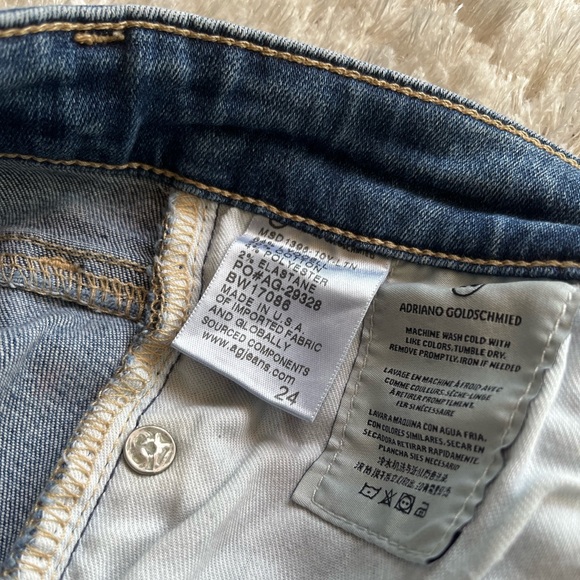 2% ELASTANE
PO#AG-29328
BW17086
MADE IN U.S.A.
OF IMPORTED FABRIC
AND GLOBALLY
SOURCED COMPONENTS
www.agjeans.com
24
ADRIANO GOLDSCHMIED
MACHINE WASH COLD WITH
LIKE COLORS. TUMBLE DRY.
REMOVE PROMPTLY. IRON IF NEEDED
LAVAGE EN MACHINE À FROID AVEC
COMME COULEURS. SÈCHE-LINGE
À RETIRER PROMPTEMENT.
FER SI NÉCESSAIRE
LAVAR A MAQUINA CON AGUA FRIA.
CON COLORES SIMILARES. SECAR EN
SECADORA RETIRAR RAPIDAMENTE.
PLANCHA SI ES NECESARIO